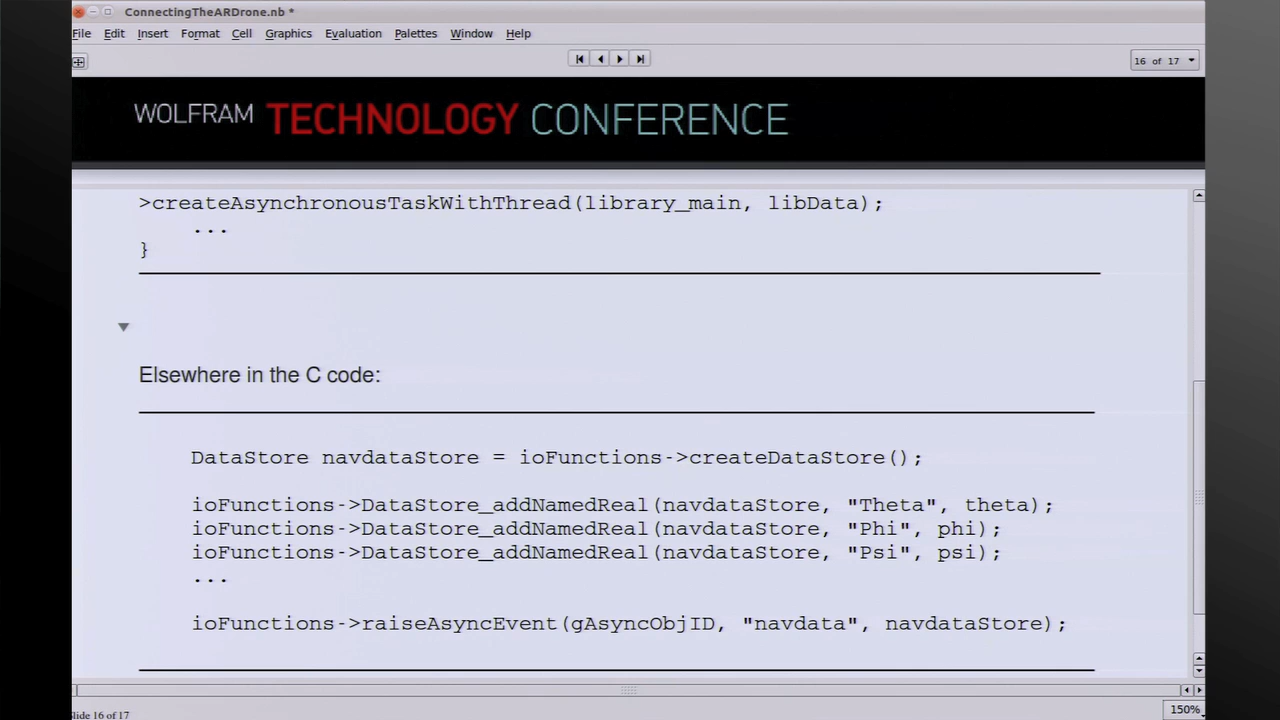 ConnectingTheARDrone.nb *
File Edit Insert Format Cell Graphics Evaluation Palettes Window Help
16 of 17
WOLFRAM TECHNOLOGY CONFERENCE
>createAsynchronousTaskWithThread(library_main, libData);
...
}
Elsewhere in the C code:
DataStore navdataStore = ioFunctions->createDataStore();
ioFunctions->DataStore_addNamedReal(navdataStore, "Theta", theta);
ioFunctions->DataStore_addNamedReal(navdataStore, "Phi", phi);
ioFunctions->DataStore_addNamedReal(navdataStore, "Psi", psi);
...
ioFunctions->raiseAsyncEvent(gAsyncObjID, "navdata", navdataStore);
150%
lide 16 of 17